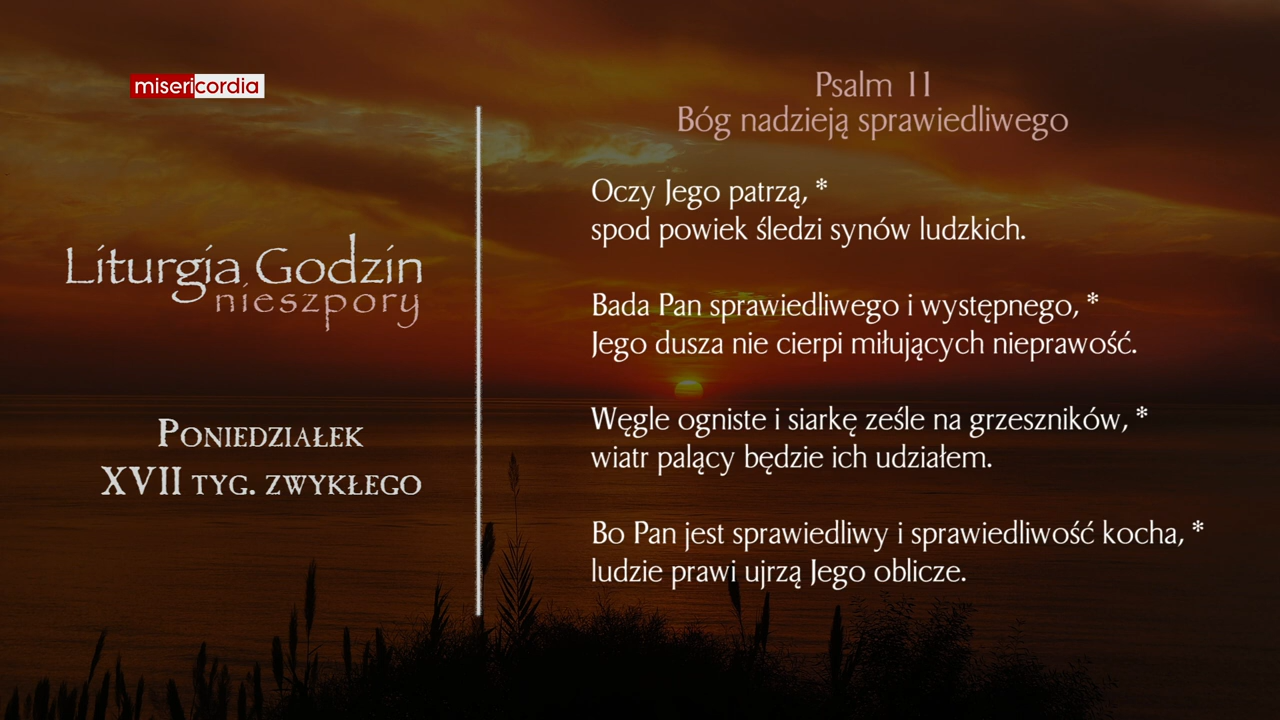 misericordia
Liturgia Godzin
nieszpory
Poniedziałek
XVII tyg. zwykłego
Psalm 11
Bóg nadzieją sprawiedliwego
Oczy Jego patrzą, *
spod powiek śledzi synów ludzkich.
Bada Pan sprawiedliwego i występnego, *
Jego dusza nie cierpi miłujących nieprawość.
Węgle ogniste i siarkę ześle na grzeszników, *
wiatr palący będzie ich udziałem.
Bo Pan jest sprawiedliwy i sprawiedliwość kocha, *
ludzie prawi ujrzą Jego oblicze.